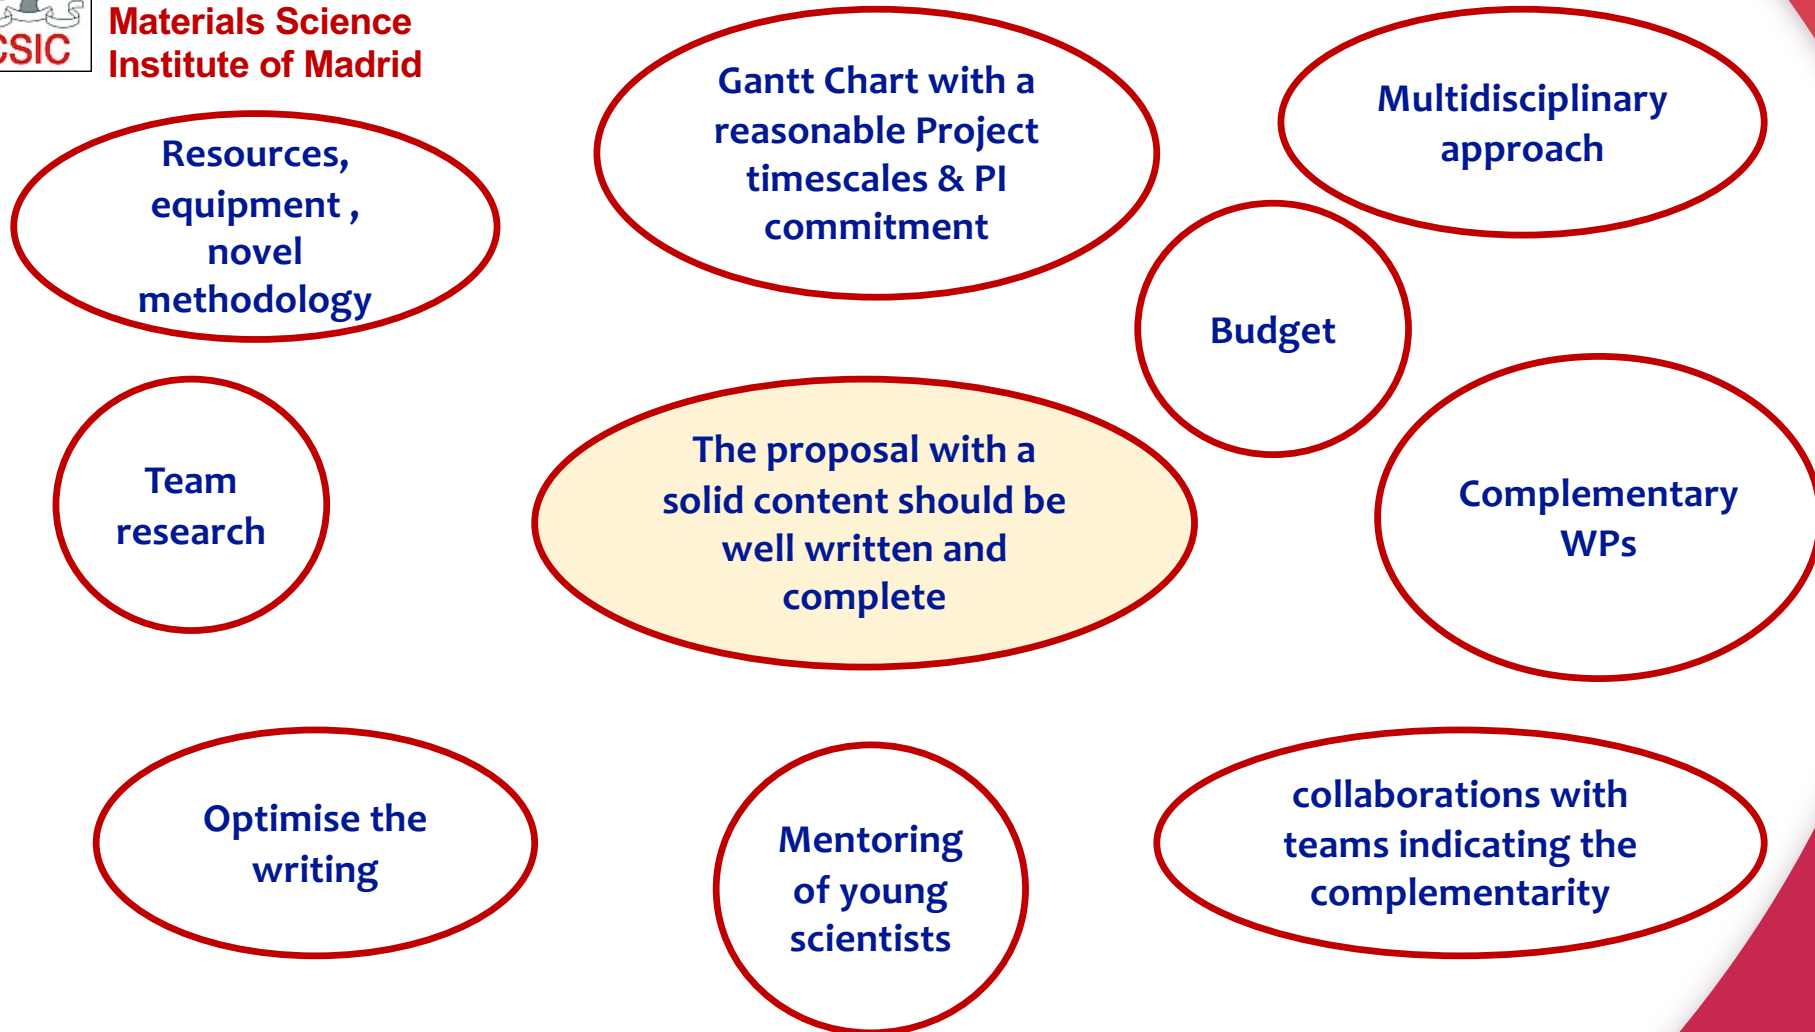 CSIC
Materials Science
Institute of Madrid
Resources,
equipment ,
novel
methodology
Gantt Chart with a
reasonable Project
timescales & PI
commitment
Multidisciplinary
approach
Budget
Team
research
The proposal with a
solid content should be
well written and
complete
Complementary
WPs
Optimise the
writing
Mentoring
of young
scientists
collaborations with
teams indicating the
complementarity